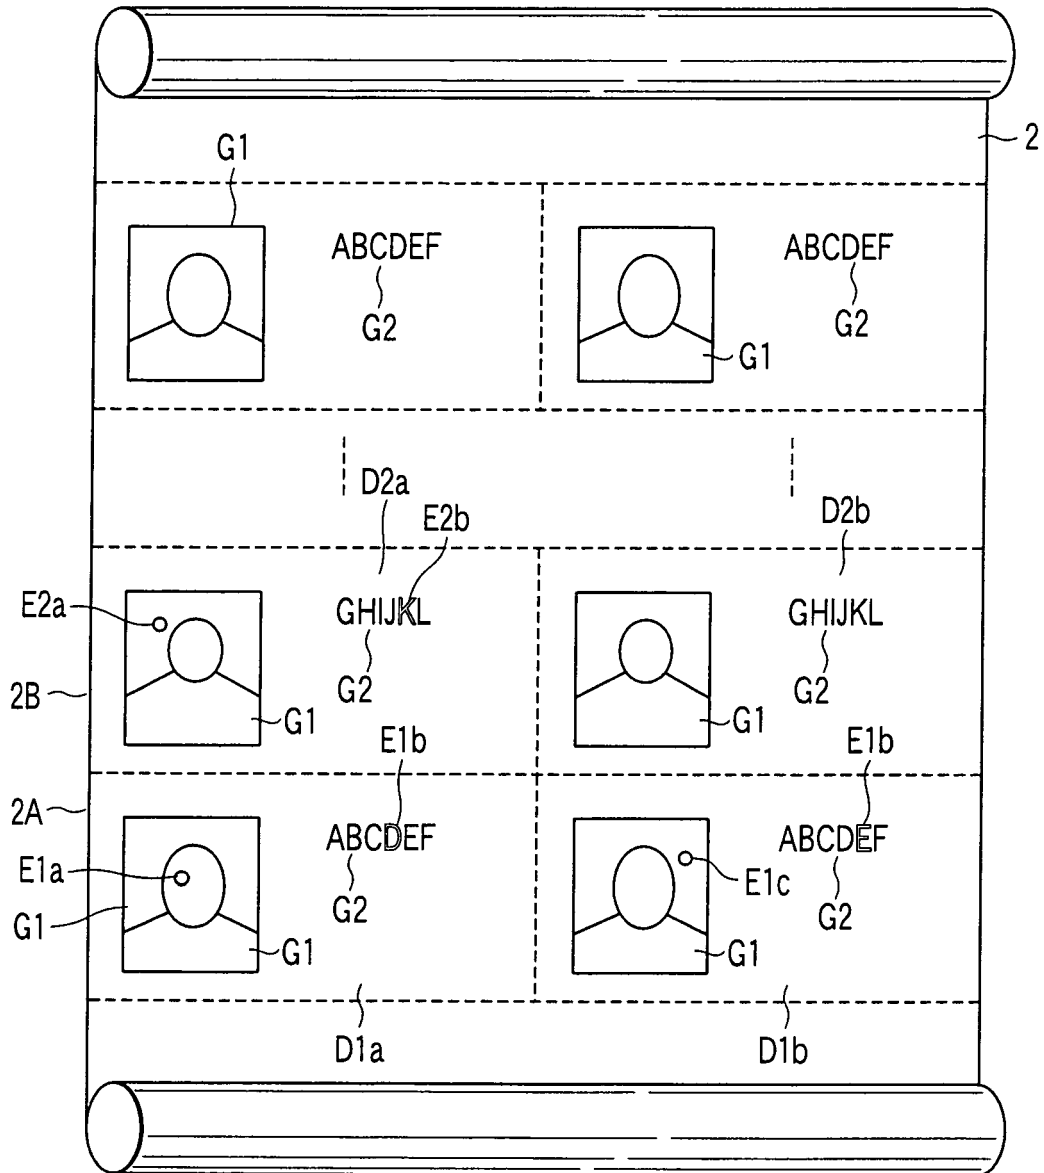 2
G1
ABCDEF
ABCDEF
G2
G2
G1
D2a
D2b
E2b
E2a
GHIJKL
GHIJKL
2B
G2
G2
G1
G1
E1b
E1b
2A
ABCDEF
ABCDEF
E1a
E1c
G1
G2
G2
G1
G1
D1a
D1b